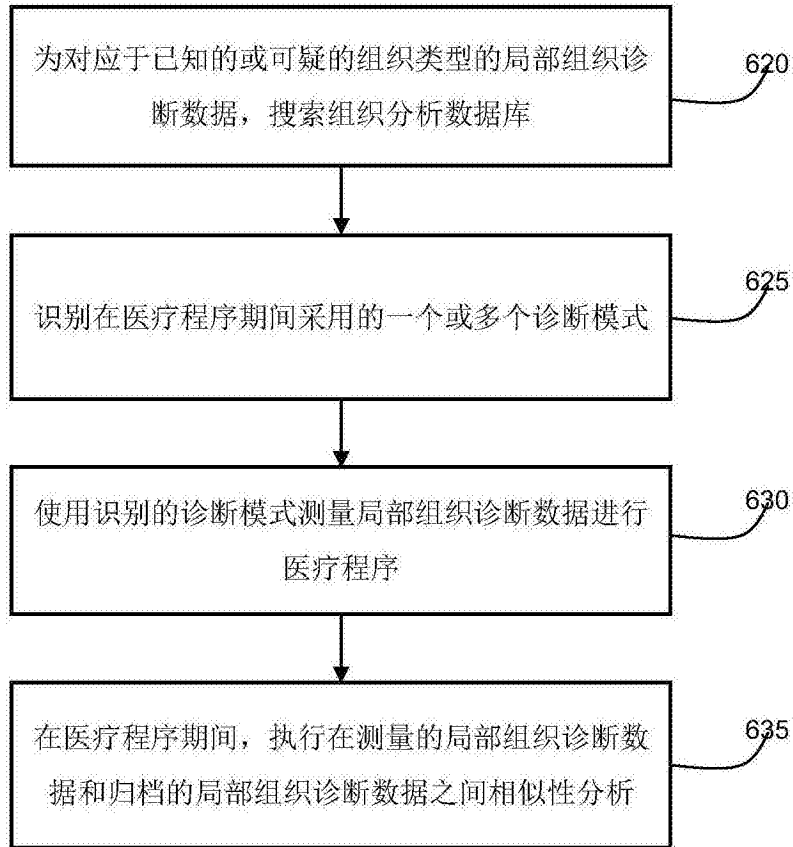 为对应于已知的或可疑的组织类型的局部组织诊
断数据，搜索组织分析数据库
620
识别在医疗程序期间采用的一个或多个诊断模式
625
使用识别的诊断模式测量局部组织诊断数据进行
医疗程序
630
在医疗程序期间，执行在测量的局部组织诊断数
据和归档的局部组织诊断数据之间相似性分析
635